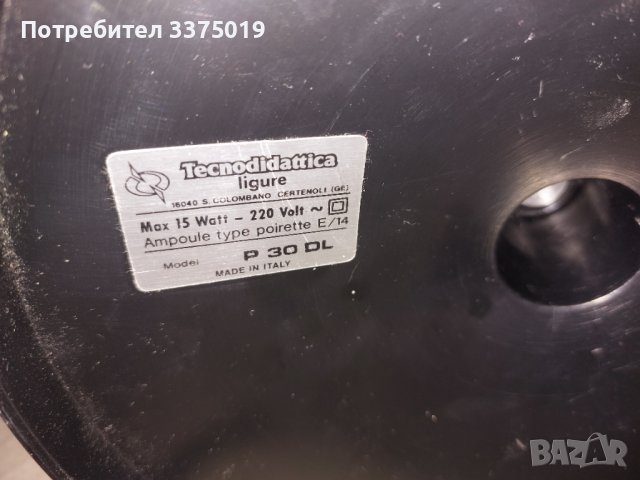 Потребител 3375019
Tecnodidattica
ligure
16040 S. COLOMBANO CERTENOLI (GE)
Max 15 Watt – 220 Volt ~
Ampoule type poirette E/14
Model P 30 DL
MADE IN ITALY
BAZAR